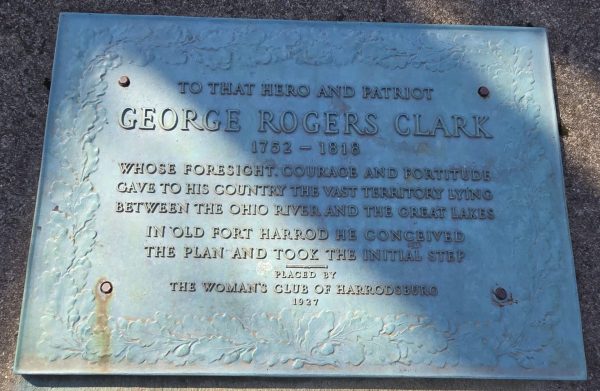 TO THAT HERO AND PATRIOT
GEORGE ROGERS CLARK
1752 – 1818
WHOSE FORESIGHT, COURAGE AND FORTITUDE
GAVE TO HIS COUNTRY THE VAST TERRITORY LYING
BETWEEN THE OHIO RIVER AND THE GREAT LAKES
IN OLD FORT HARROD HE CONCEIVED
THE PLAN AND TOOK THE INITIAL STEP
PLACED BY
THE WOMAN'S CLUB OF HARRODSBURG
1927